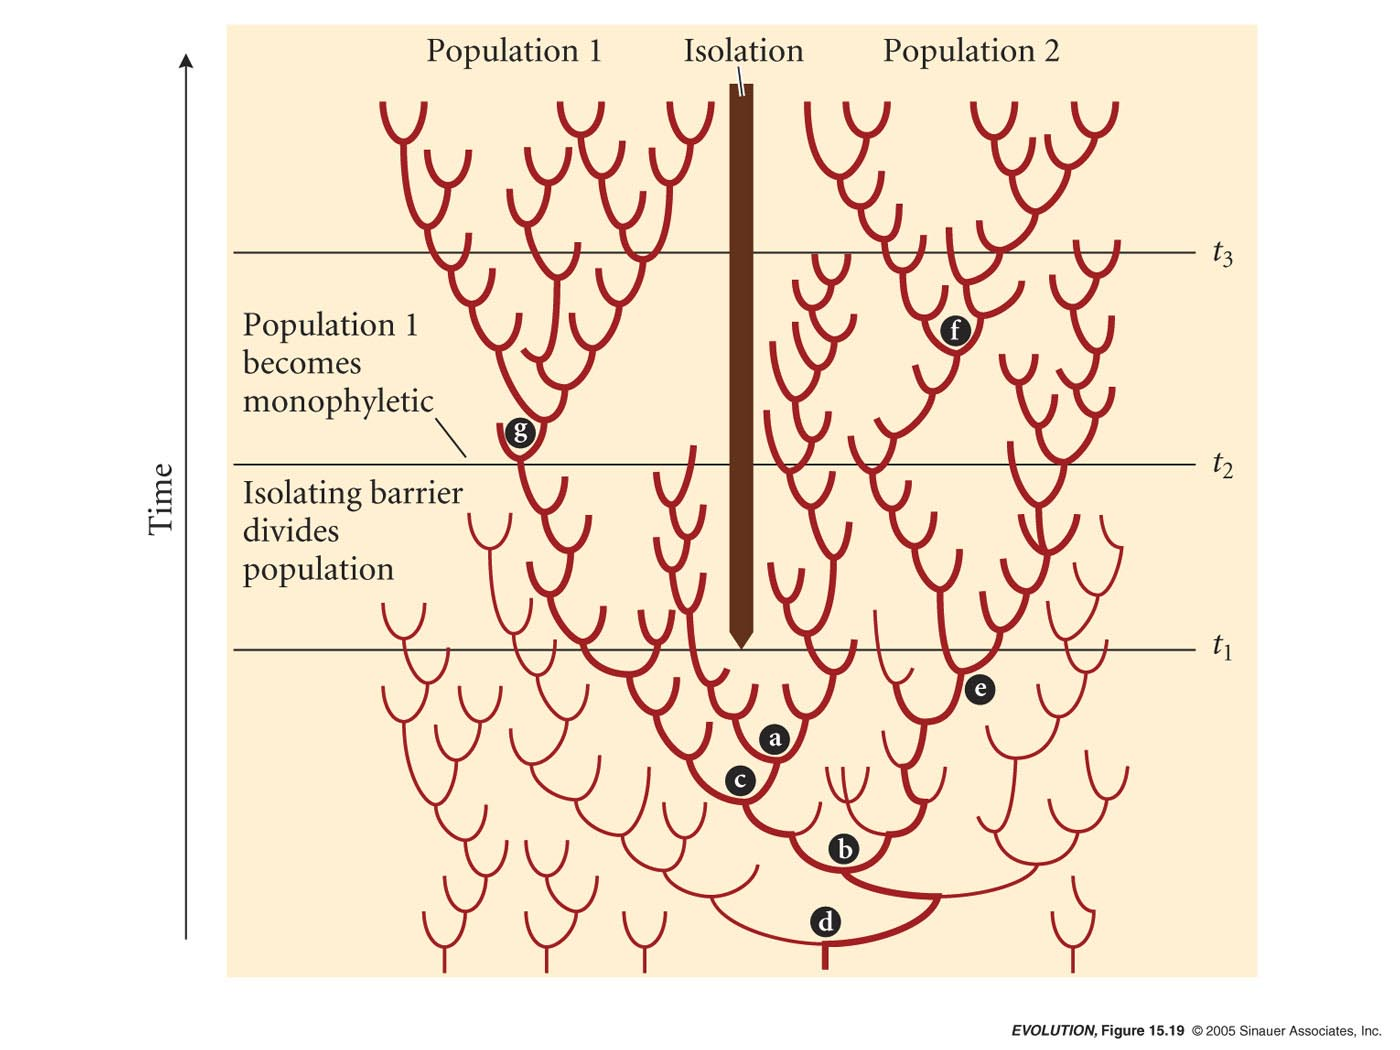 Population 1
Isolation
Population 2
t3
Population 1
becomes
monophyletic
t2
Isolating barrier
divides
population
Time
t1
g
f
e
a
c
b
d
EVOLUTION, Figure 15.19 © 2005 Sinauer Associates, Inc.